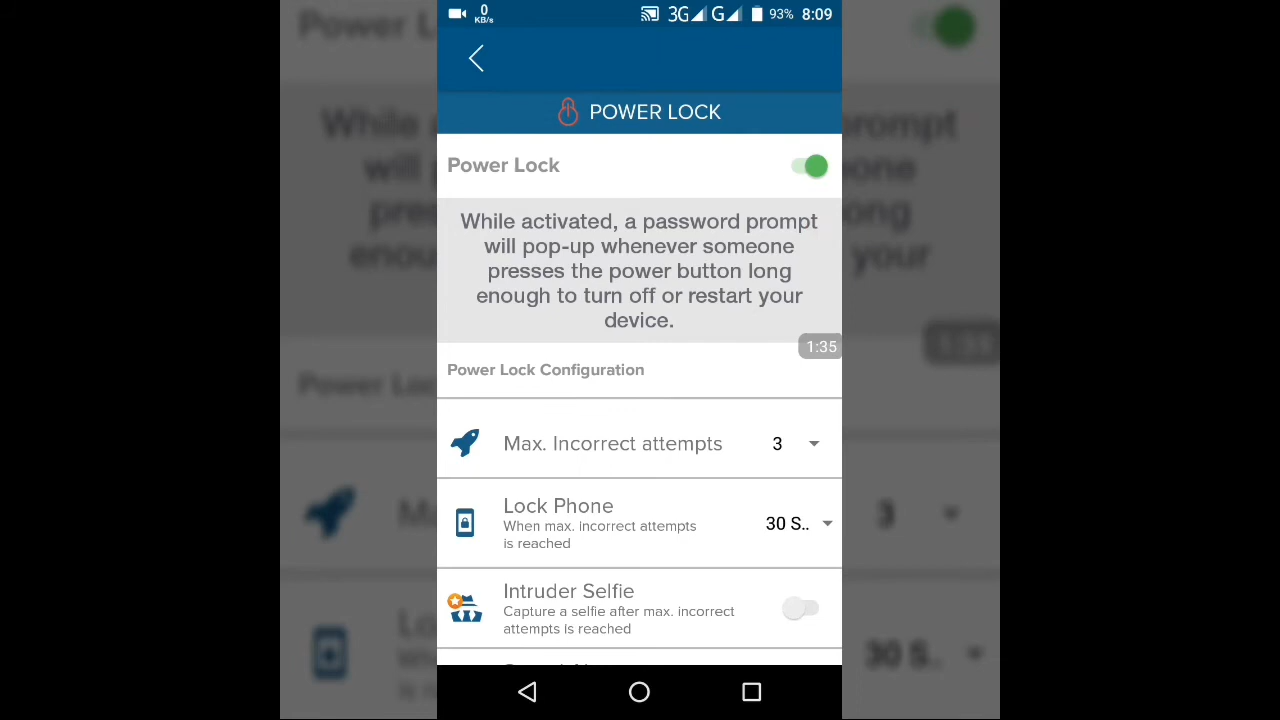 0
KB/s
3G
G
93%
8:09
POWER LOCK
Power Lock
While activated, a password prompt
will pop-up whenever someone
presses the power button long
enough to turn off or restart your
device.
1:35
Power Lock Configuration
Max. Incorrect attempts
3
Lock Phone
When max. incorrect attempts
is reached
30 S..
Intruder Selfie
Capture a selfie after max. incorrect
attempts is reached